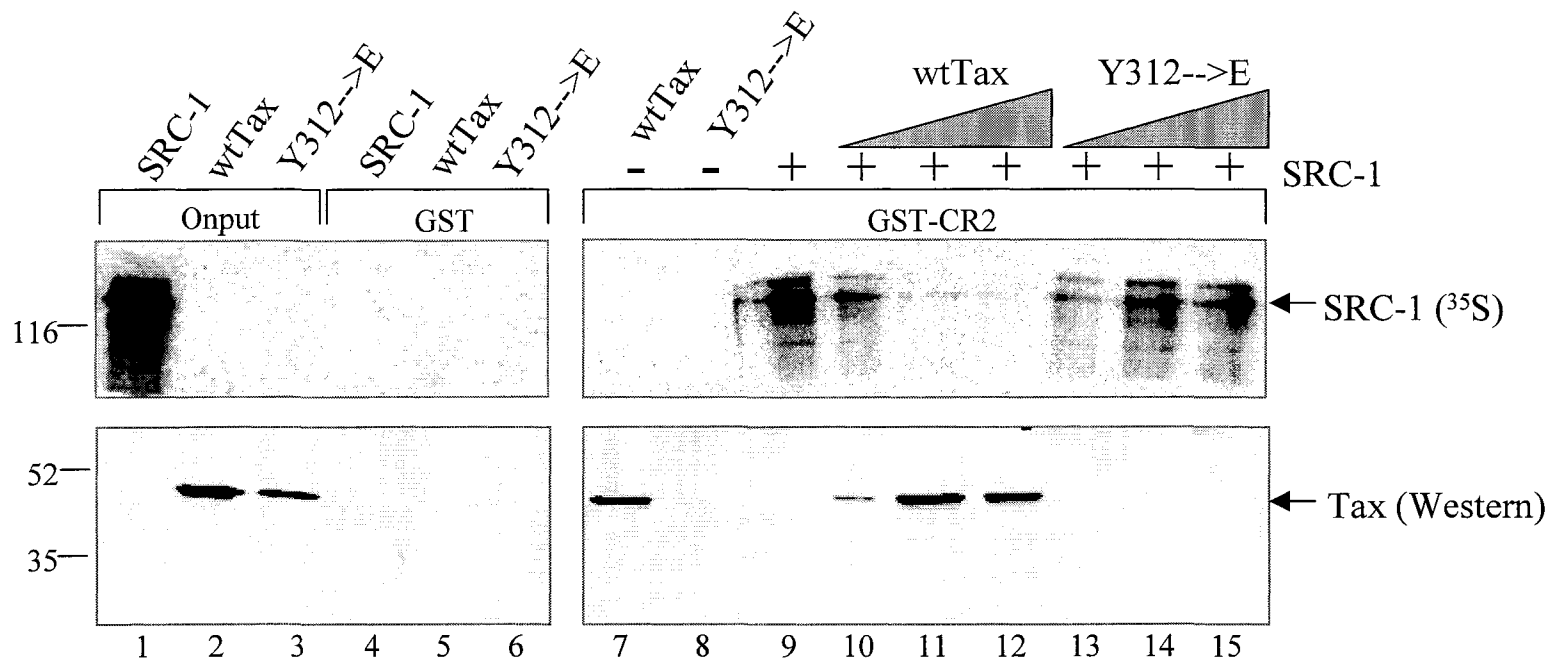 SRC-1 wtTax Y312-->E SRC-1 wtTax Y312-->E wtTax Y312-->E wtTax Y312-->E
- - + + + + + + + SRC-1
Onput GST GST-CR2
116 SRC-1 (³⁵S)
52
Tax (Western)
35
1 2 3 4 5 6 7 8 9 10 11 12 13 14 15